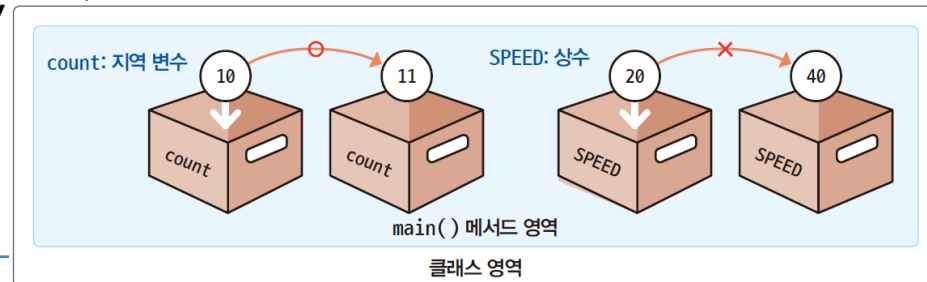 count: 지역 변수
10
11
SPEED: 상수
20
40
count
count
SPEED
SPEED
main() 메서드 영역
클래스 영역